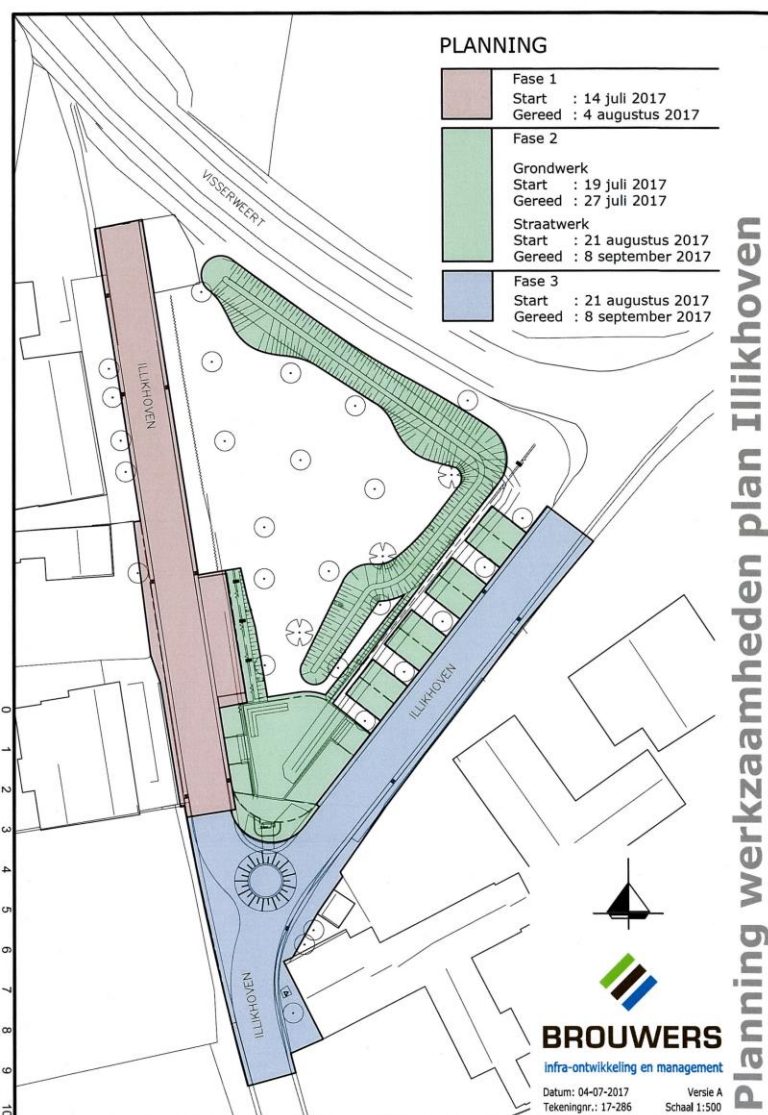 PLANNING
Fase 1
Start : 14 juli 2017
Gereed : 4 augustus 2017
Fase 2
Grondwerk
Start : 19 juli 2017
Gereed : 27 juli 2017
Straatwerk
Start : 21 augustus 2017
Gereed : 8 september 2017
Fase 3
Start : 21 augustus 2017
Gereed : 8 september 2017
VISSERWEERT
ILLIKHOVEN
ILLIKHOVEN
ILLIKHOVEN
0
1
2
3
4
5
6
7
8
9
10
Planning werkzaamheden plan Illikhoven
BROUWERS
infra-ontwikkeling en management
Datum: 04-07-2017 Versie A
Tekeningnr.: 17-286 Schaal 1:500